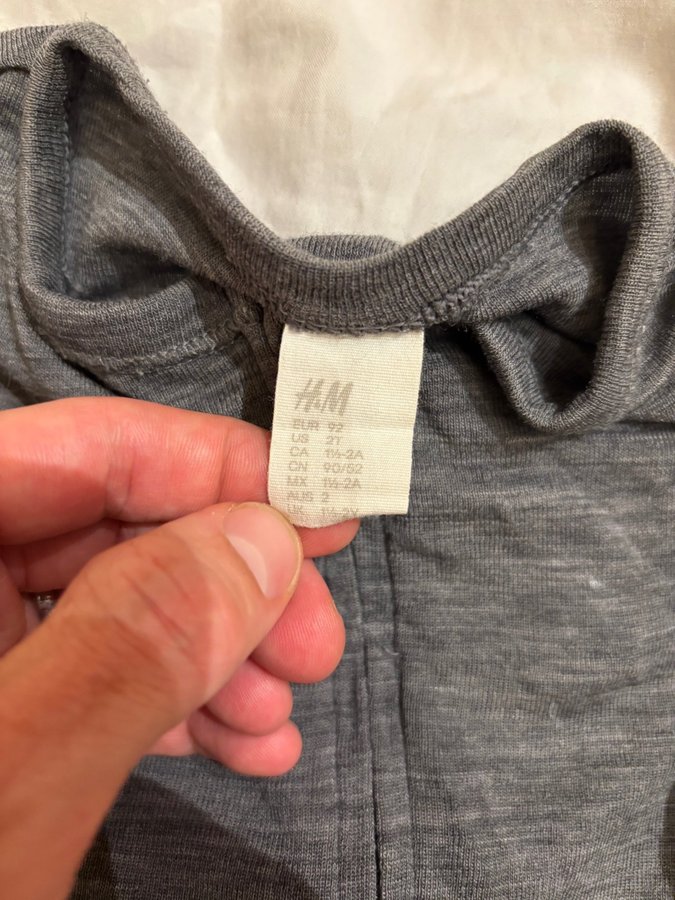 H&M
EUR 92
US 2T
CA 1½-2A
CN 90/52
MX 1½-2A
AUS 2
UK 1½-2Y